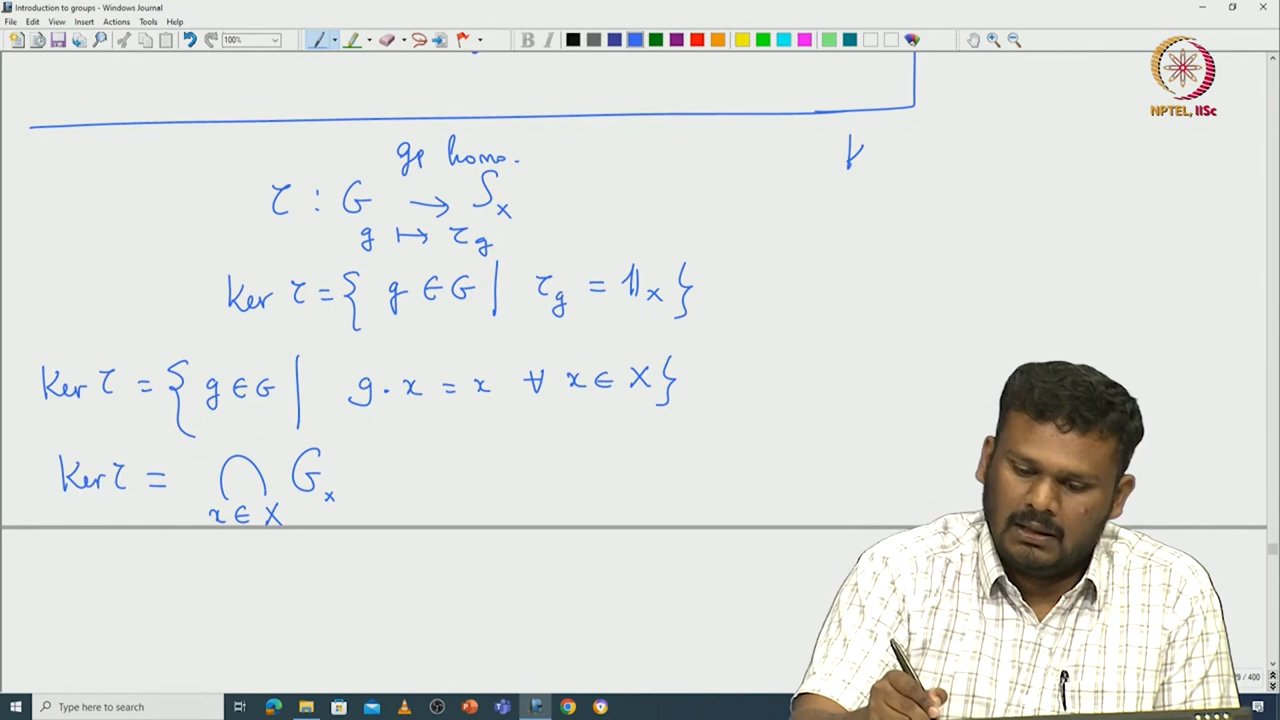 Introduction to groups - Windows Journal
File Edit View Insert Actions Tools Help
100%
B I
NPTEL, IISc
gp homo.
τ : G → S_X
g ↦ τ_g
Ker τ = { g ∈ G | τ_g = 𝟙_X }
Ker τ = { g ∈ G | g · x = x ∀ x ∈ X }
Ker τ = ∩_{x ∈ X} G_x
Type here to search